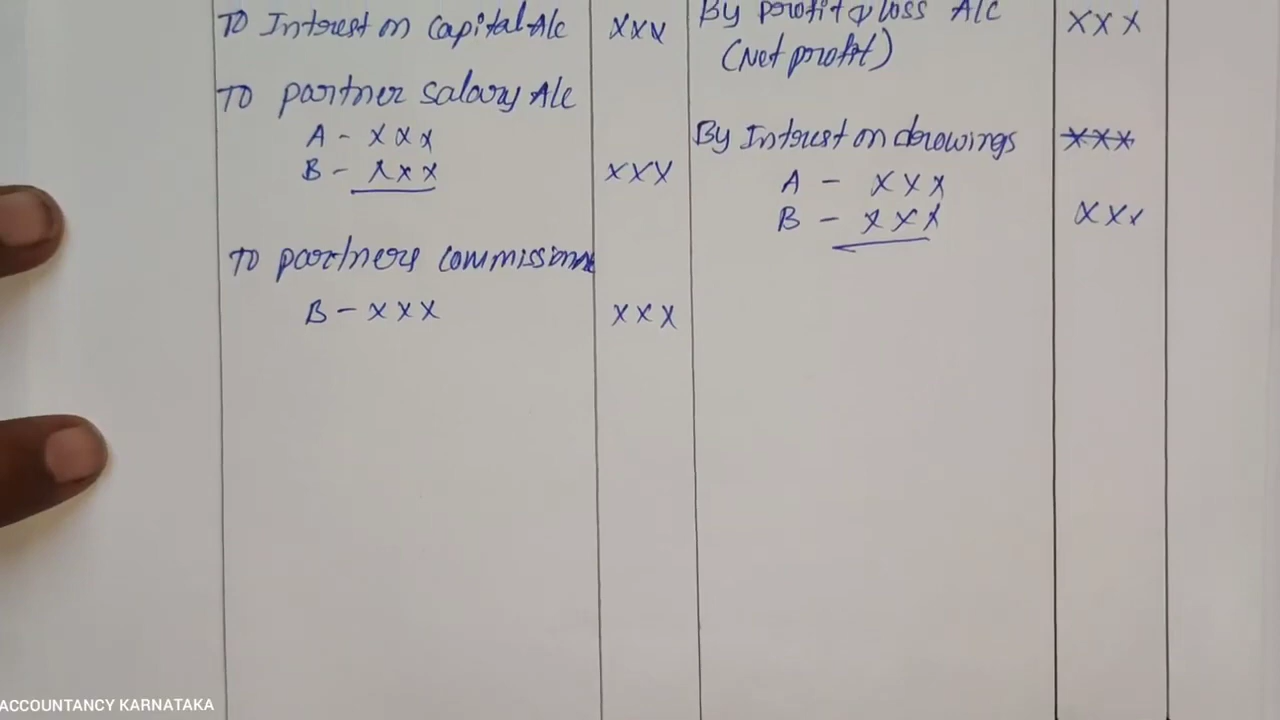 To Interest on Capital A/c xxx
To partner salary A/c
A - xxx
B - xxx xxx
To partners commission
B - xxx xxx
By profit & loss A/c xxx
(Net profit)
By Interest on drawings xxx
A - xxx
B - xxx xxx
ACCOUNTANCY KARNATAKA